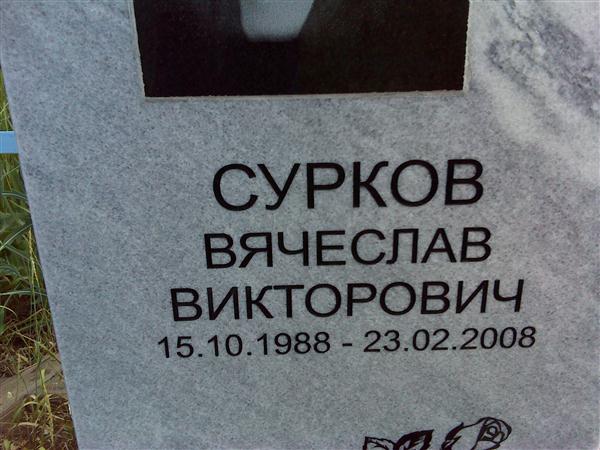 СУРКОВ
ВЯЧЕСЛАВ
ВИКТОРОВИЧ
15.10.1988 - 23.02.2008